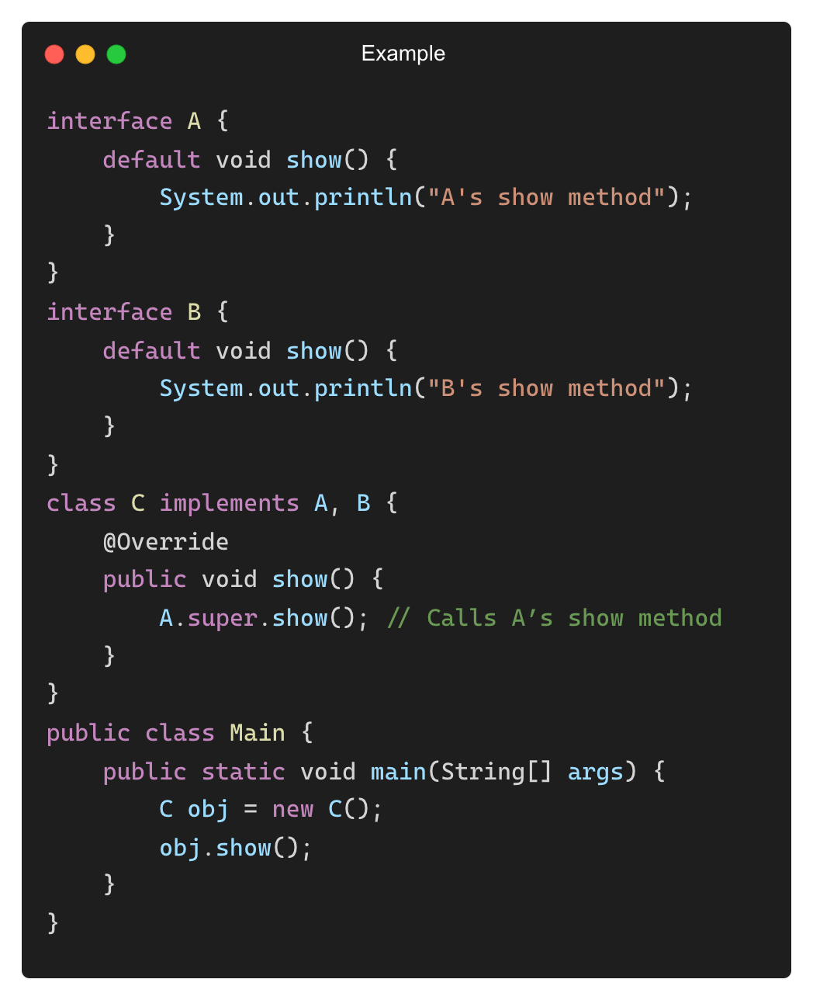 Example
interface A {
    default void show() {
        System.out.println("A's show method");
    }
}
interface B {
    default void show() {
        System.out.println("B's show method");
    }
}
class C implements A, B {
    @Override
    public void show() {
        A.super.show(); // Calls A’s show method
    }
}
public class Main {
    public static void main(String[] args) {
        C obj = new C();
        obj.show();
    }
}